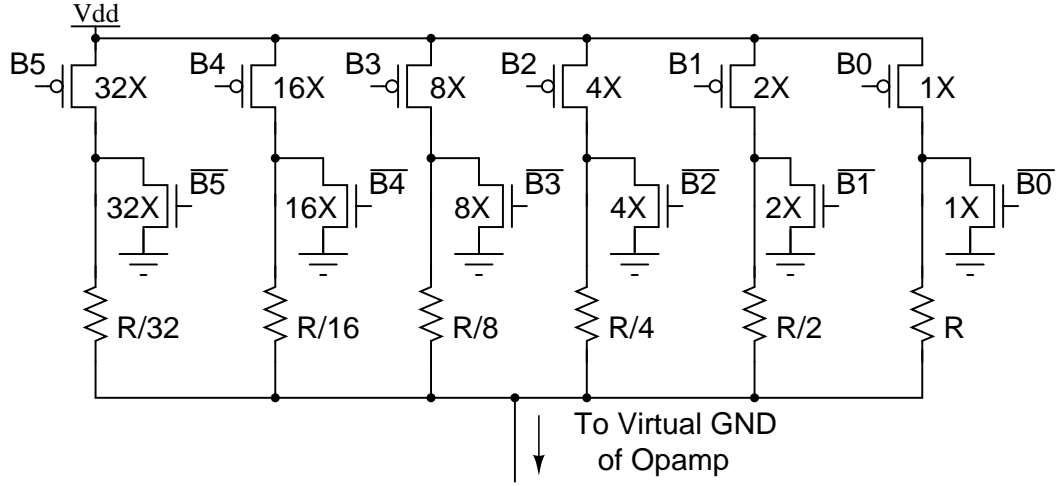 Vdd
B5 B4 B3 B2 B1 B0
32X 16X 8X 4X 2X 1X
B̅5̅ B̅4̅ B̅3̅ B̅2̅ B̅1̅ B̅0̅
32X 16X 8X 4X 2X 1X
R/32 R/16 R/8 R/4 R/2 R
To Virtual GND
of Opamp